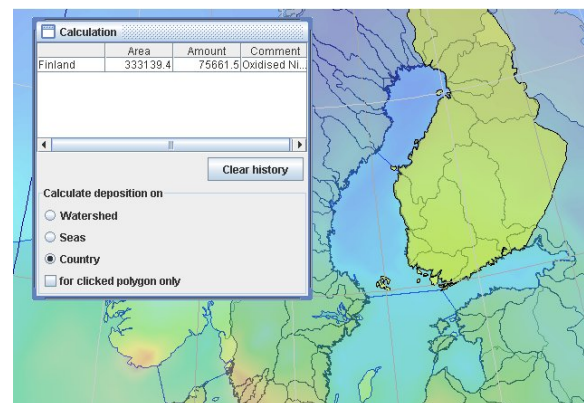 Calculation
Area Amount Comment
Finland 333139.4 75661.5 Oxidised Ni...
Clear history
Calculate deposition on
Watershed
Seas
Country
for clicked polygon only